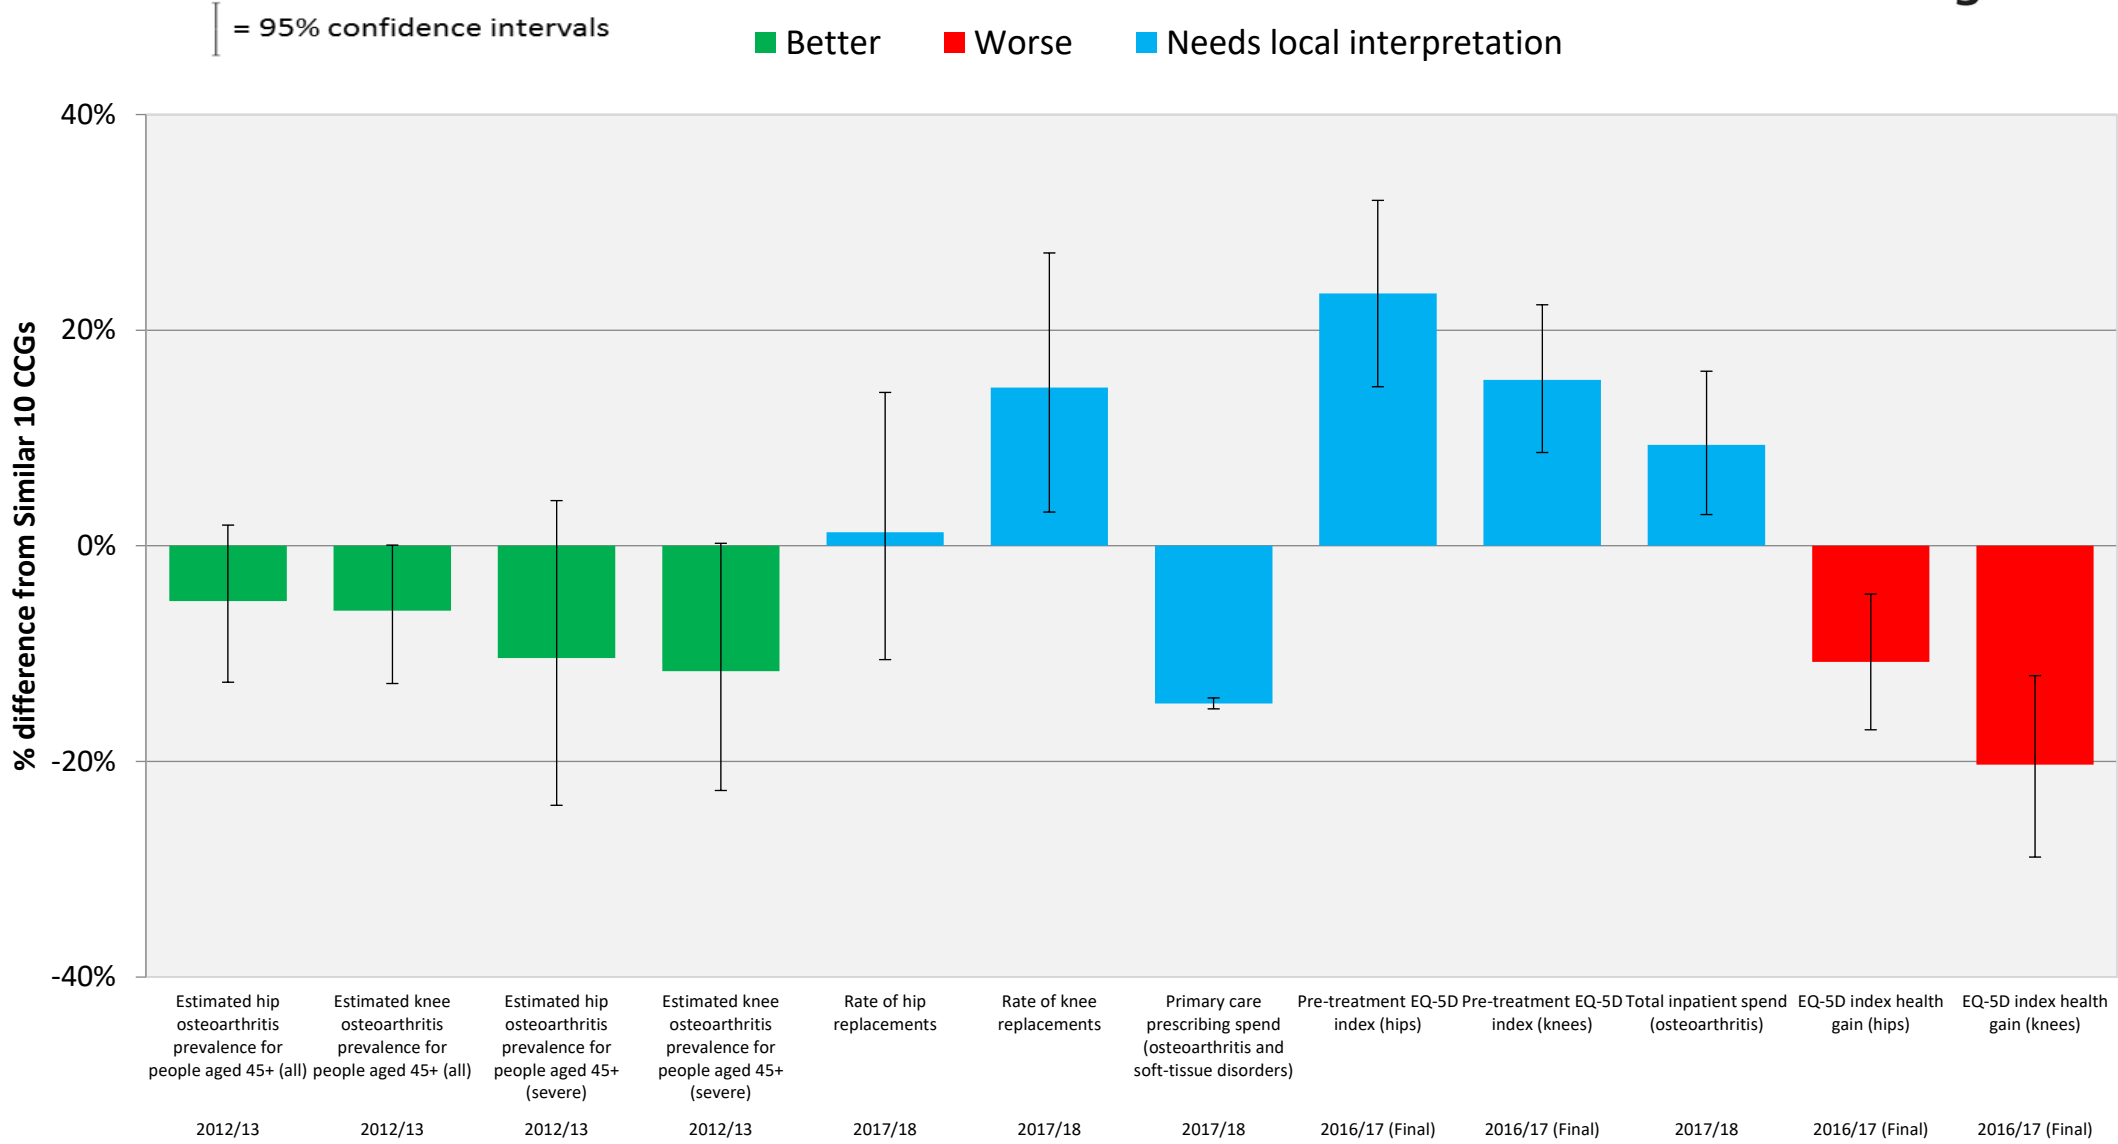 = 95% confidence intervals
Better
Worse
Needs local interpretation
% difference from Similar 10 CCGs
40%
20%
0%
-20%
-40%
Estimated hip
osteoarthritis
prevalence for
people aged 45+ (all)
2012/13
Estimated knee
osteoarthritis
prevalence for
people aged 45+ (all)
2012/13
Estimated hip
osteoarthritis
prevalence for
people aged 45+
(severe)
2012/13
Estimated knee
osteoarthritis
prevalence for
people aged 45+
(severe)
2012/13
Rate of hip
replacements
2017/18
Rate of knee
replacements
2017/18
Primary care
prescribing spend
(osteoarthritis and
soft-tissue disorders)
2017/18
Pre-treatment EQ-5D
index (hips)
2016/17 (Final)
Pre-treatment EQ-5D
index (knees)
2016/17 (Final)
Total inpatient spend
(osteoarthritis)
2017/18
EQ-5D index health
gain (hips)
2016/17 (Final)
EQ-5D index health
gain (knees)
2016/17 (Final)